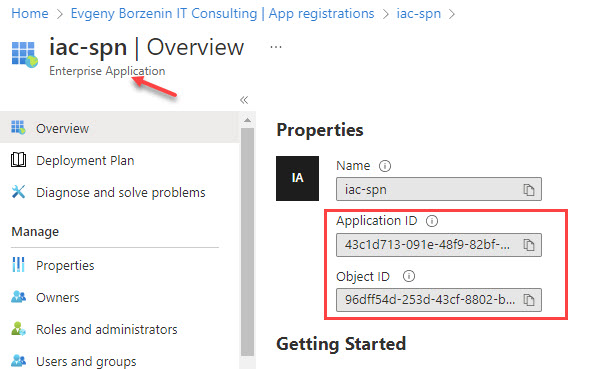 Home > Evgeny Borzenin IT Consulting | App registrations > iac-spn >
iac-spn | Overview ...
Enterprise Application
«
Overview
Deployment Plan
Diagnose and solve problems
Manage
Properties
Owners
Roles and administrators
Users and groups
Properties
IA
Name
iac-spn
Application ID
43c1d713-091e-48f9-82bf-...
Object ID
96dff54d-253d-43cf-8802-b...
Getting Started